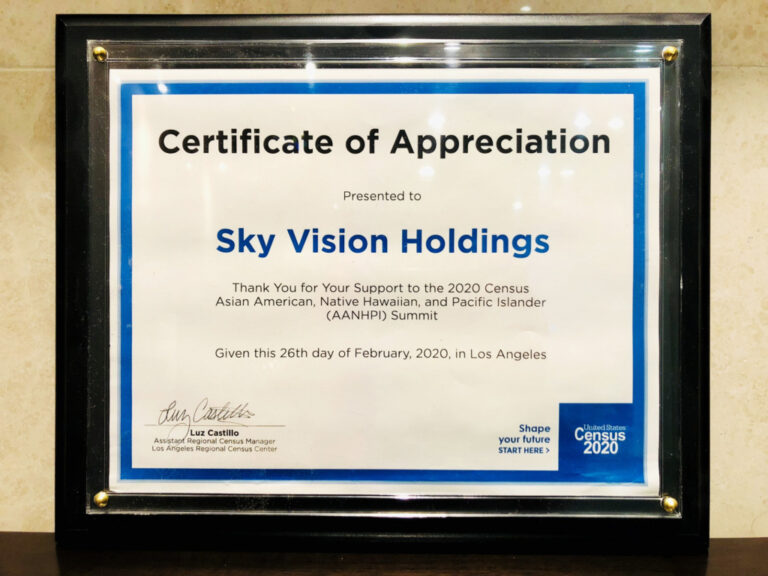 Certificate of Appreciation
Presented to
Sky Vision Holdings
Thank You for Your Support to the 2020 Census
Asian American, Native Hawaiian, and Pacific Islander
(AANHPI) Summit
Given this 26th day of February, 2020, in Los Angeles
Luz Castillo
Luz Castillo
Assistant Regional Census Manager
Los Angeles Regional Census Center
Shape
your future
START HERE >
United States
Census
2020